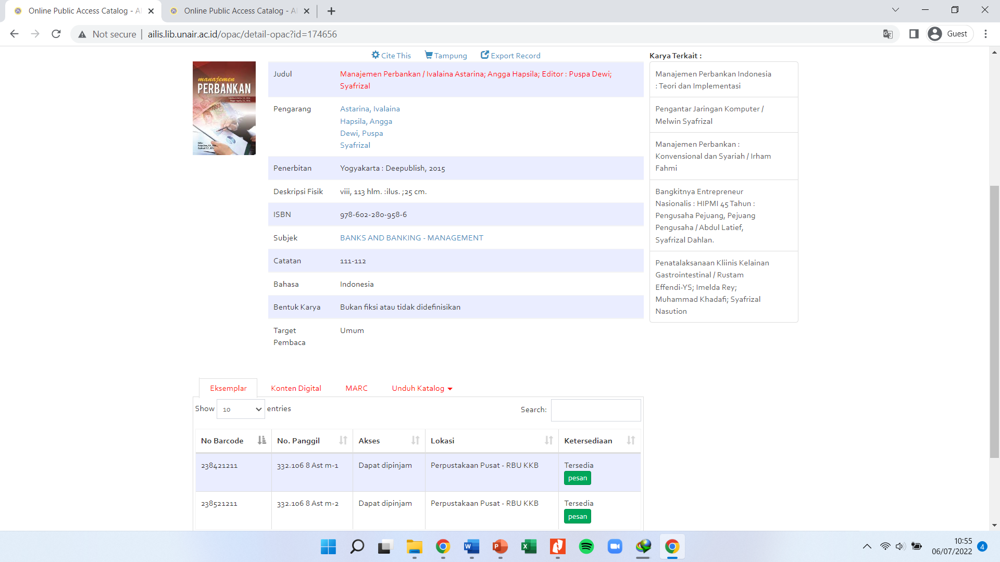 Online Public Access Catalog - A
Online Public Access Catalog - A
Not secure
ailis.lib.unair.ac.id/opac/detail-opac?id=174656
Guest
Cite This
Tampung
Export Record
manajemen
PERBANKAN
Judul
Manajemen Perbankan / Ivalaina Astarina; Angga Hapsila; Editor : Puspa Dewi;
Syafrizal
Pengarang
Astarina, Ivalaina
Hapsila, Angga
Dewi, Puspa
Syafrizal
Penerbitan
Yogyakarta : Deepublish, 2015
Deskripsi Fisik
viii, 113 hlm. :ilus. ;25 cm.
ISBN
978-602-280-958-6
Subjek
BANKS AND BANKING - MANAGEMENT
Catatan
111-112
Bahasa
Indonesia
Bentuk Karya
Bukan fiksi atau tidak didefinisikan
Target
Pembaca
Umum
Karya Terkait :
Manajemen Perbankan Indonesia
: Teori dan Implementasi
Pengantar Jaringan Komputer /
Melwin Syafrizal
Manajemen Perbankan :
Konvensional dan Syariah / Irham
Fahmi
Bangkitnya Entrepreneur
Nasionalis : HIPMI 45 Tahun :
Pengusaha Pejuang, Pejuang
Pengusaha / Abdul Latief,
Syafrizal Dahlan.
Penatalaksanaan Kliinis Kelainan
Gastrointestinal / Rustam
Effendi-YS; Imelda Rey;
Muhammad Khadafi; Syafrizal
Nasution
Eksemplar
Konten Digital
MARC
Unduh Katalog
Show 10 entries
Search:
No Barcode
No. Panggil
Akses
Lokasi
Ketersediaan
238421211
332.106 8 Ast m-1
Dapat dipinjam
Perpustakaan Pusat - RBU KKB
Tersedia
pesan
238521211
332.106 8 Ast m-2
Dapat dipinjam
Perpustakaan Pusat - RBU KKB
Tersedia
pesan
10:55
06/07/2022
4